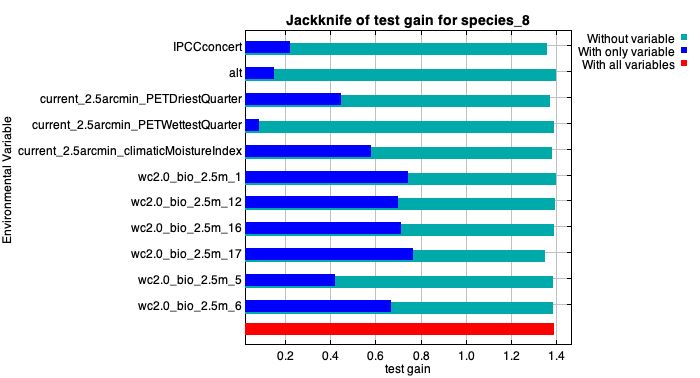 Jackknife of test gain for species_8
Without variable
With only variable
With all variables
Environmental Variable
IPCCconcert
alt
current_2.5arcmin_PETDriestQuarter
current_2.5arcmin_PETWettestQuarter
current_2.5arcmin_climaticMoistureIndex
wc2.0_bio_2.5m_1
wc2.0_bio_2.5m_12
wc2.0_bio_2.5m_16
wc2.0_bio_2.5m_17
wc2.0_bio_2.5m_5
wc2.0_bio_2.5m_6
0.2 0.4 0.6 0.8 1.0 1.2 1.4
test gain